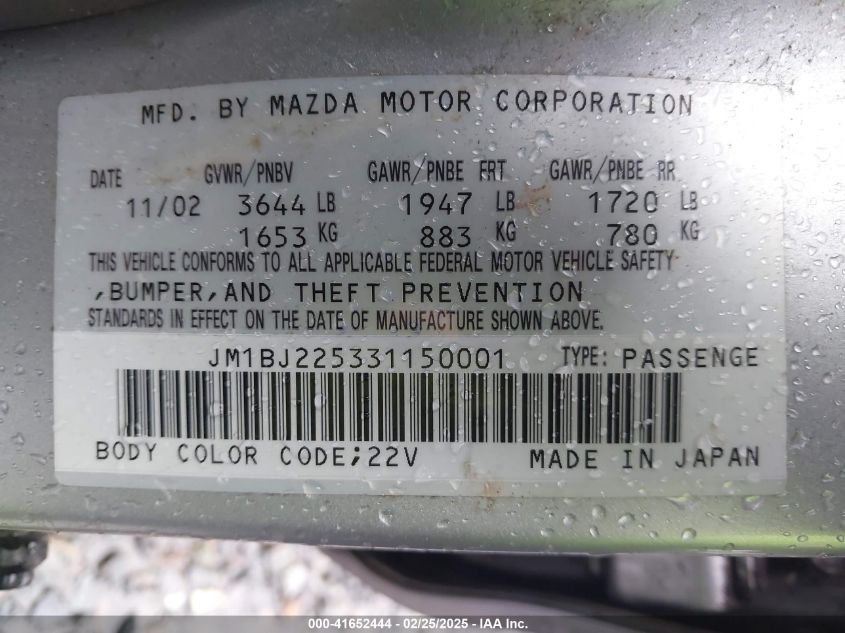 MFD. BY MAZDA MOTOR CORPORATION
DATE GVWR/PNBV GAWR/PNBE FRT GAWR/PNBE RR
11/02 3644 LB 1947 LB 1720 LB
1653 KG 883 KG 780 KG
THIS VEHICLE CONFORMS TO ALL APPLICABLE FEDERAL MOTOR VEHICLE SAFETY
,BUMPER,AND THEFT PREVENTION
STANDARDS IN EFFECT ON THE DATE OF MANUFACTURE SHOWN ABOVE.
JM1BJ225331150001 TYPE: PASSENGE
BODY COLOR CODE;22V MADE IN JAPAN
000-41652444 - 02/25/2025 - IAA Inc.